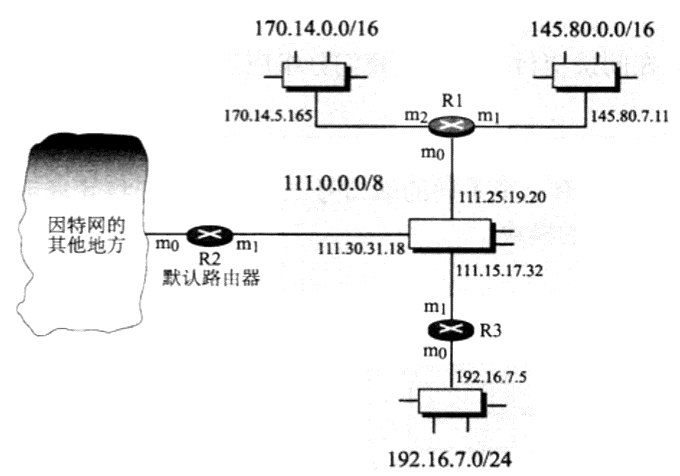 170.14.0.0/16
145.80.0.0/16
170.14.5.165
m₂
R1
m₁
145.80.7.11
m₀
111.0.0.0/8
111.25.19.20
因特网的
其他地方
m₀
R2
m₁
默认路由器
111.30.31.18
111.15.17.32
m₁
R3
m₀
192.16.7.5
192.16.7.0/24